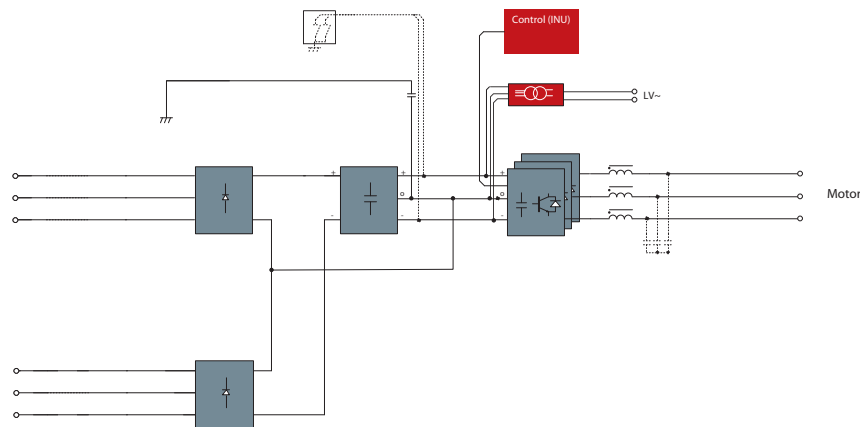 Control (INU)
LV~
+
+
+
o
o
-
-
-
Motor